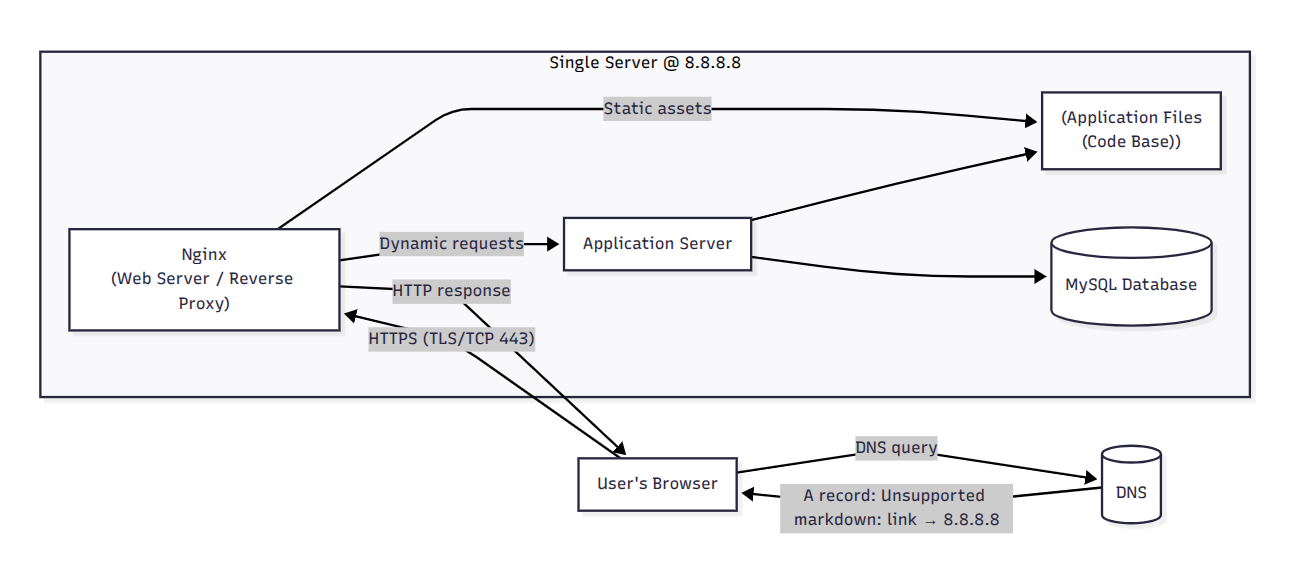 Single Server @ 8.8.8.8
Static assets
(Application Files
(Code Base))
Nginx
(Web Server / Reverse
Proxy)
Dynamic requests
Application Server
HTTP response
MySQL Database
HTTPS (TLS/TCP 443)
DNS query
User's Browser
A record: Unsupported
markdown: link → 8.8.8.8
DNS